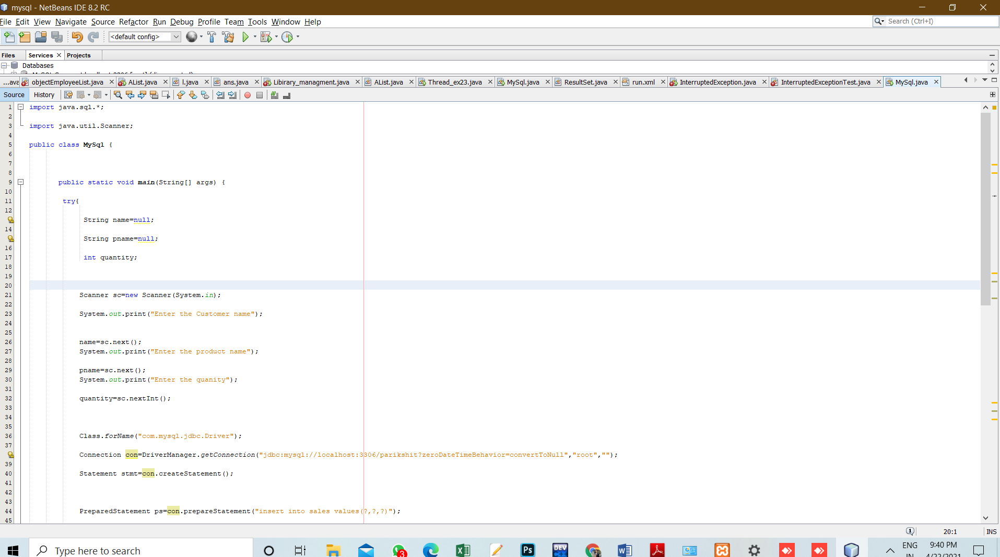 mysql - NetBeans IDE 8.2 RC
File Edit View Navigate Source Refactor Run Debug Profile Team Tools Window Help
Search (Ctrl+I)
<default config>
Files Services Projects
Databases
...ava objectEmployeeList.java AList.java l.java ans.java Libirary_managment.java AList.java Thread_ex23.java MySql.java ResultSet.java run.xml InterruptedException.java InterruptedExceptionTest.java MySql.java
Source History
1 import java.sql.*;
2
3 import java.util.Scanner;
4
5 public class MySql {
6
7
8
9 public static void main(String[] args) {
10
11 try{
12
String name=null;
14
String pname=null;
16
17 int quantity;
18
19
20
21 Scanner sc=new Scanner(System.in);
22
23 System.out.print("Enter the Customer name");
24
25
26 name=sc.next();
27 System.out.print("Enter the product name");
28
29 pname=sc.next();
30 System.out.print("Enter the quanity");
31
32 quantity=sc.nextInt();
33
34
35
36 Class.forName("com.mysql.jdbc.Driver");
37
Connection con=DriverManager.getConnection("jdbc:mysql://localhost:3306/parikshit?zeroDateTimeBehavior=convertToNull","root","");
39
40 Statement stmt=con.createStatement();
41
42
43
44 PreparedStatement ps=con.prepareStatement("insert into sales values(?,?,?)");
45
1 20:1 INS
Type here to search
3
Ps
DEV
ENG
IN
9:40 PM
4/22/2021